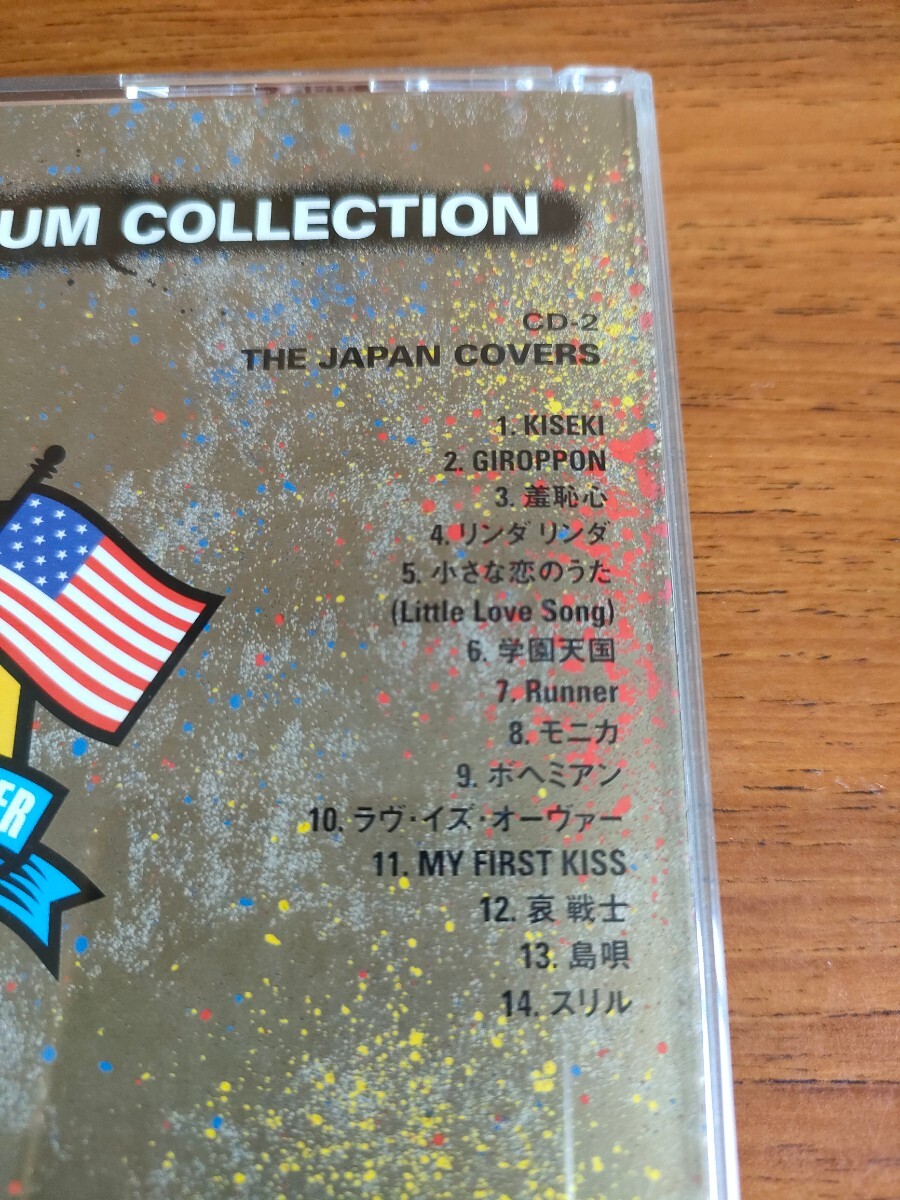 UM COLLECTION
CD-2
THE JAPAN COVERS
1. KISEKI
2. GIROPPON
3. 羞恥心
4. リンダ リンダ
5. 小さな恋のうた
(Little Love Song)
6. 学園天国
7. Runner
8. モニカ
9. ボヘミアン
10. ラヴ・イズ・オーヴァー
11. MY FIRST KISS
12. 哀 戦士
13. 島唄
14. スリル
ER